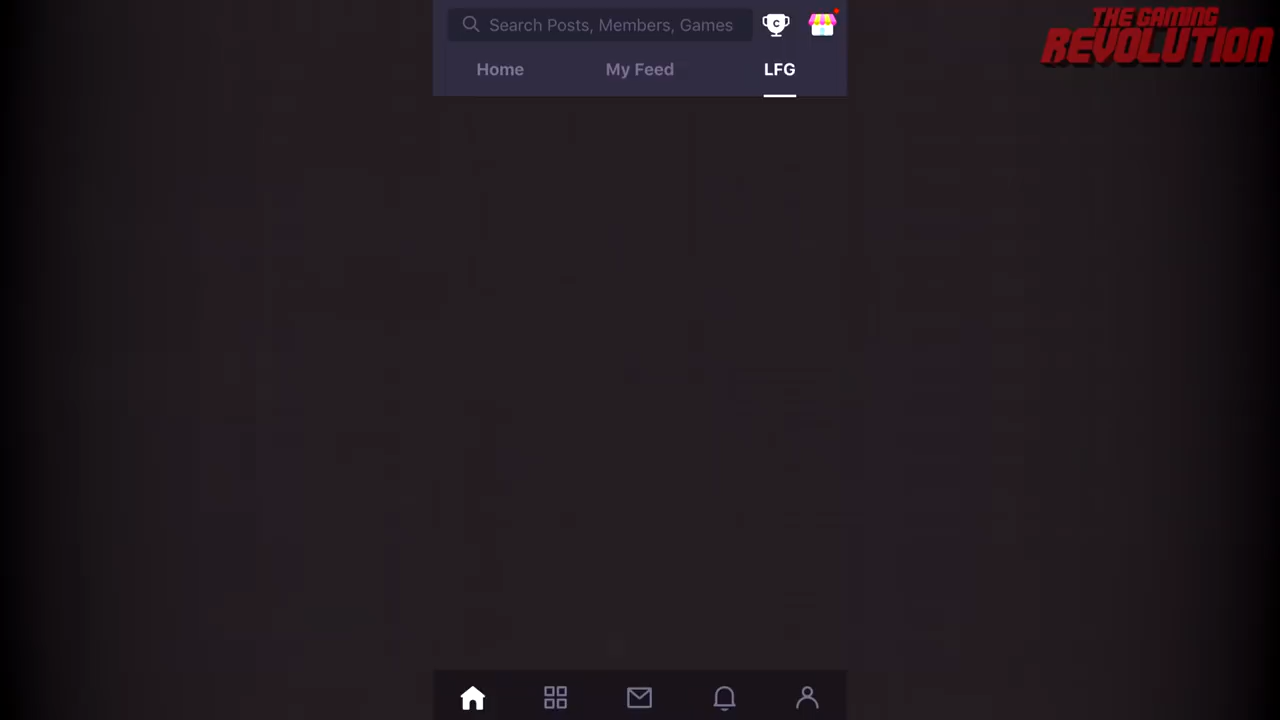 Search Posts, Members, Games
C
THE GAMING
REVOLUTION
Home
My Feed
LFG